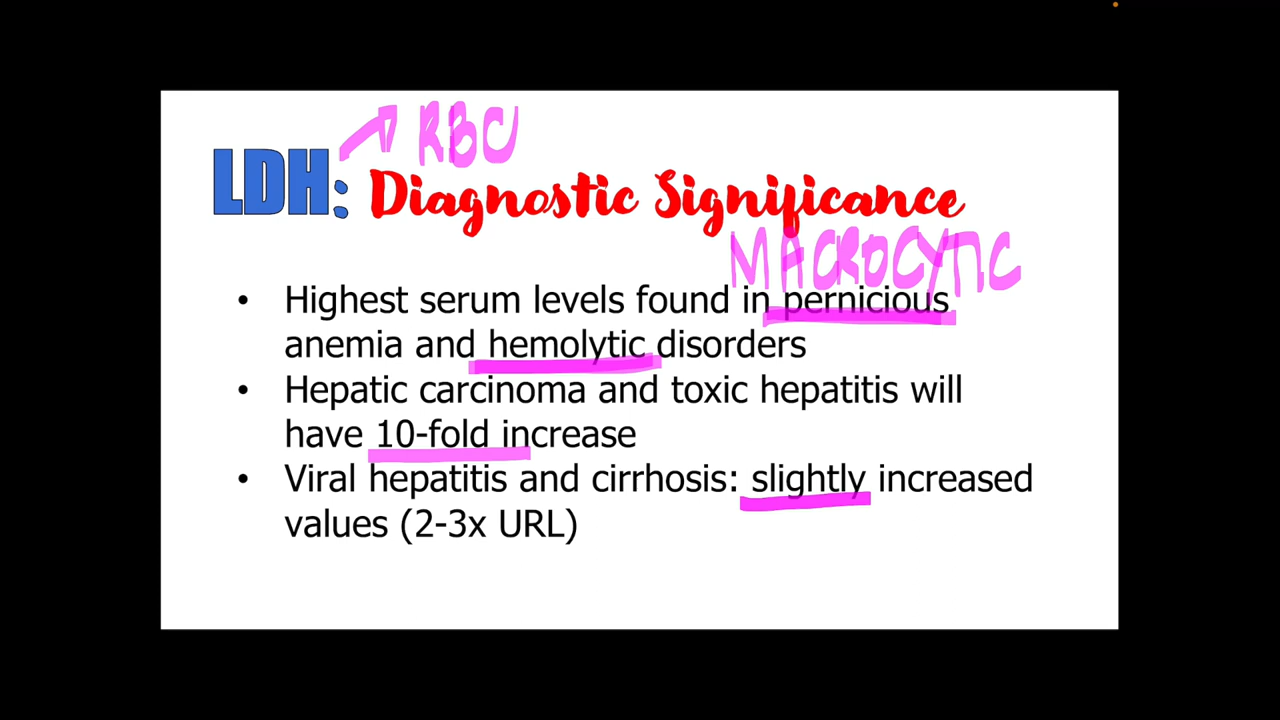 RBC
LDH: Diagnostic Significance
MACROCYTIC
• Highest serum levels found in pernicious
anemia and hemolytic disorders
• Hepatic carcinoma and toxic hepatitis will
have 10-fold increase
• Viral hepatitis and cirrhosis: slightly increased
values (2-3x URL)